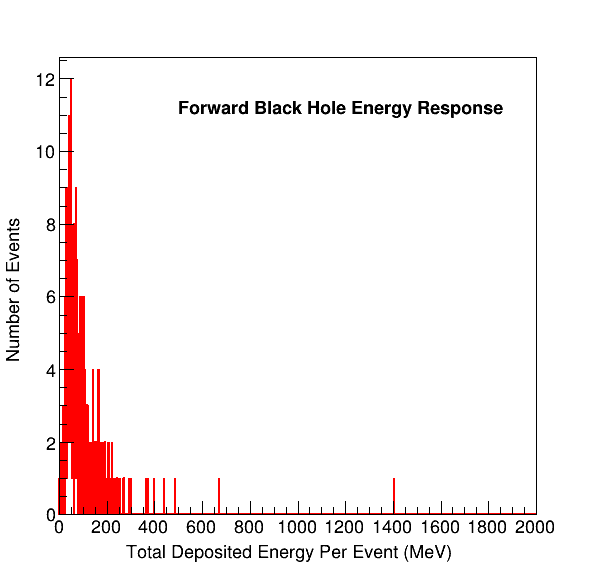 Forward Black Hole Energy Response
Number of Events
12
10
8
6
4
2
0
0 200 400 600 800 1000 1200 1400 1600 1800 2000
Total Deposited Energy Per Event (MeV)